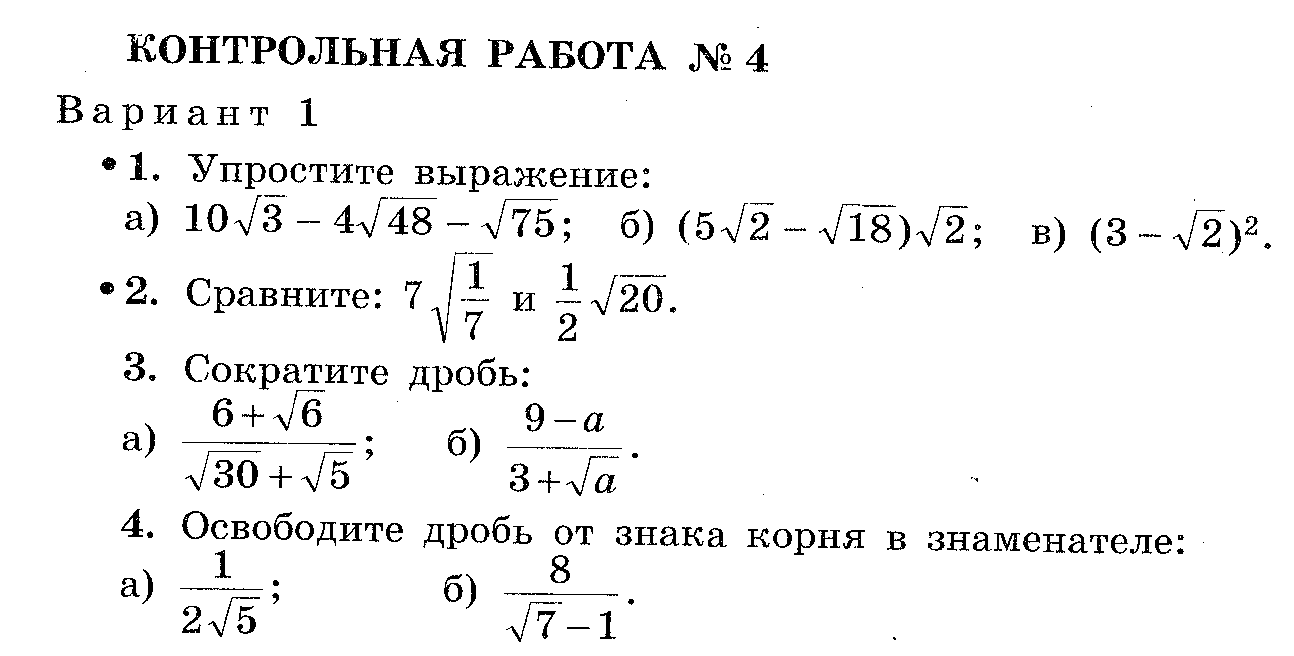 КОНТРОЛЬНАЯ РАБОТА № 4
Вариант 1
• 1. Упростите выражение:
а) 10√3 − 4√48 − √75; б) (5√2 − √18)√2; в) (3 − √2)².
• 2. Сравните: 7√(1/7) и 1/2 √20.
3. Сократите дробь:
а) (6 + √6)/(√30 + √5); б) (9 − a)/(3 + √a).
4. Освободите дробь от знака корня в знаменателе:
а) 1/(2√5); б) 8/(√7 − 1).